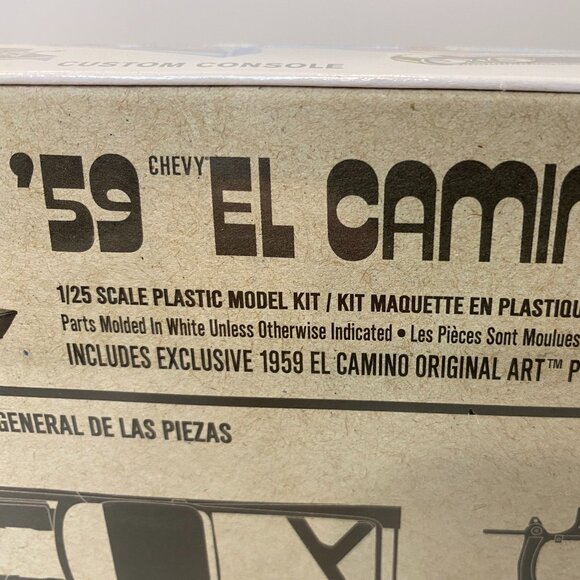 CUSTOM CONSOLE
'59 CHEVY EL CAMIN
1/25 SCALE PLASTIC MODEL KIT / KIT MAQUETTE EN PLASTIQU
Parts Molded In White Unless Otherwise Indicated • Les Pièces Sont Moulues
INCLUDES EXCLUSIVE 1959 EL CAMINO ORIGINAL ART™ P
GENERAL DE LAS PIEZAS